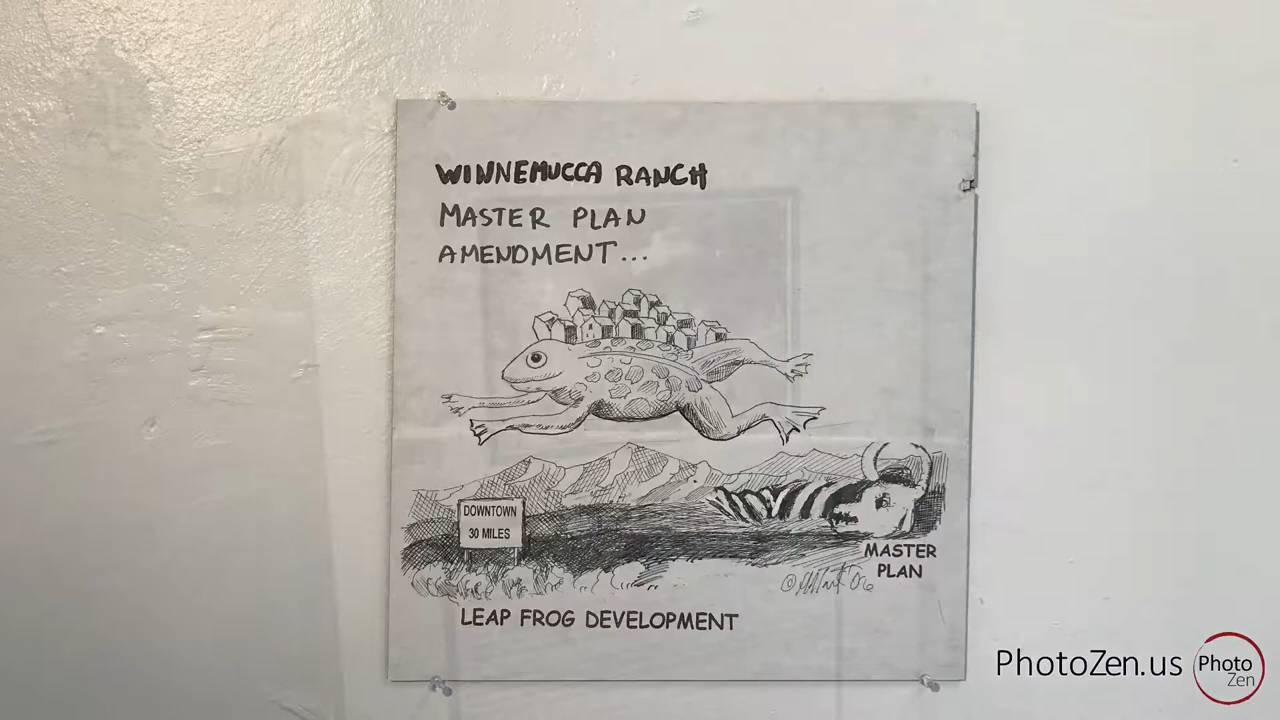 WINNEMUCCA RANCH
MASTER PLAN
AMENDMENT...
DOWNTOWN
30 MILES
MASTER
PLAN
LEAP FROG DEVELOPMENT
PhotoZen.us
Photo
Zen